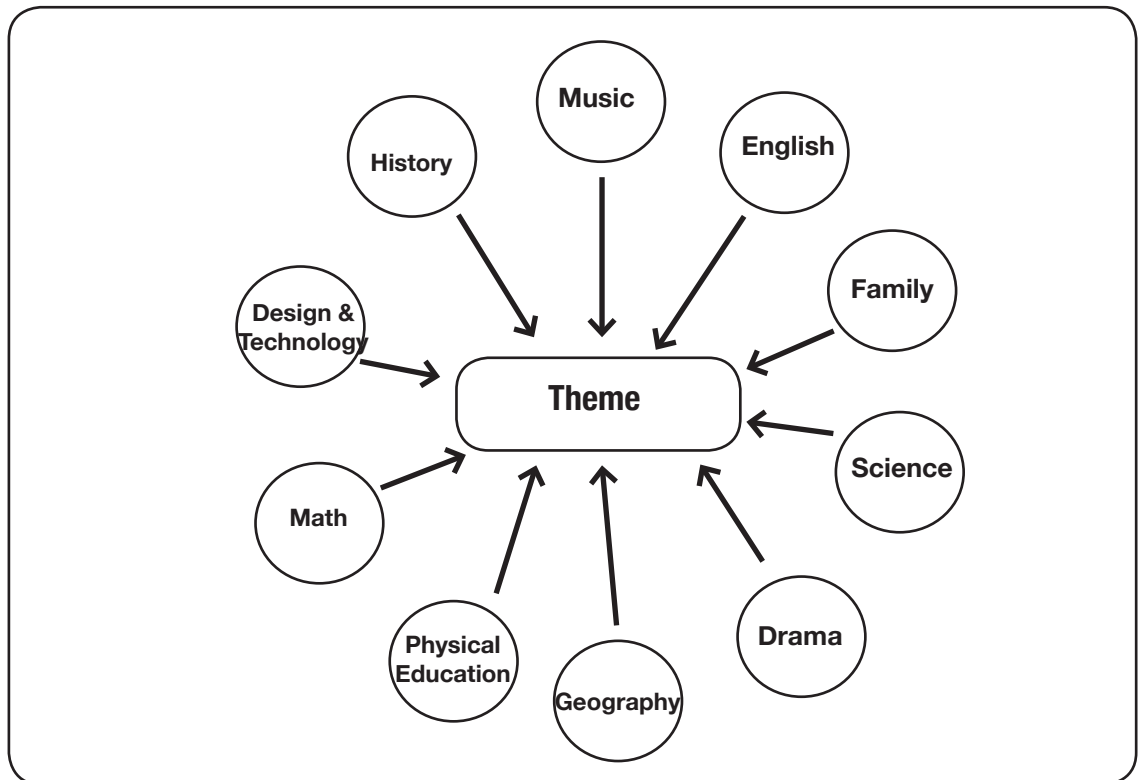 Music
English
History
Family
Design &
Technology
Theme
Science
Math
Drama
Physical
Education
Geography